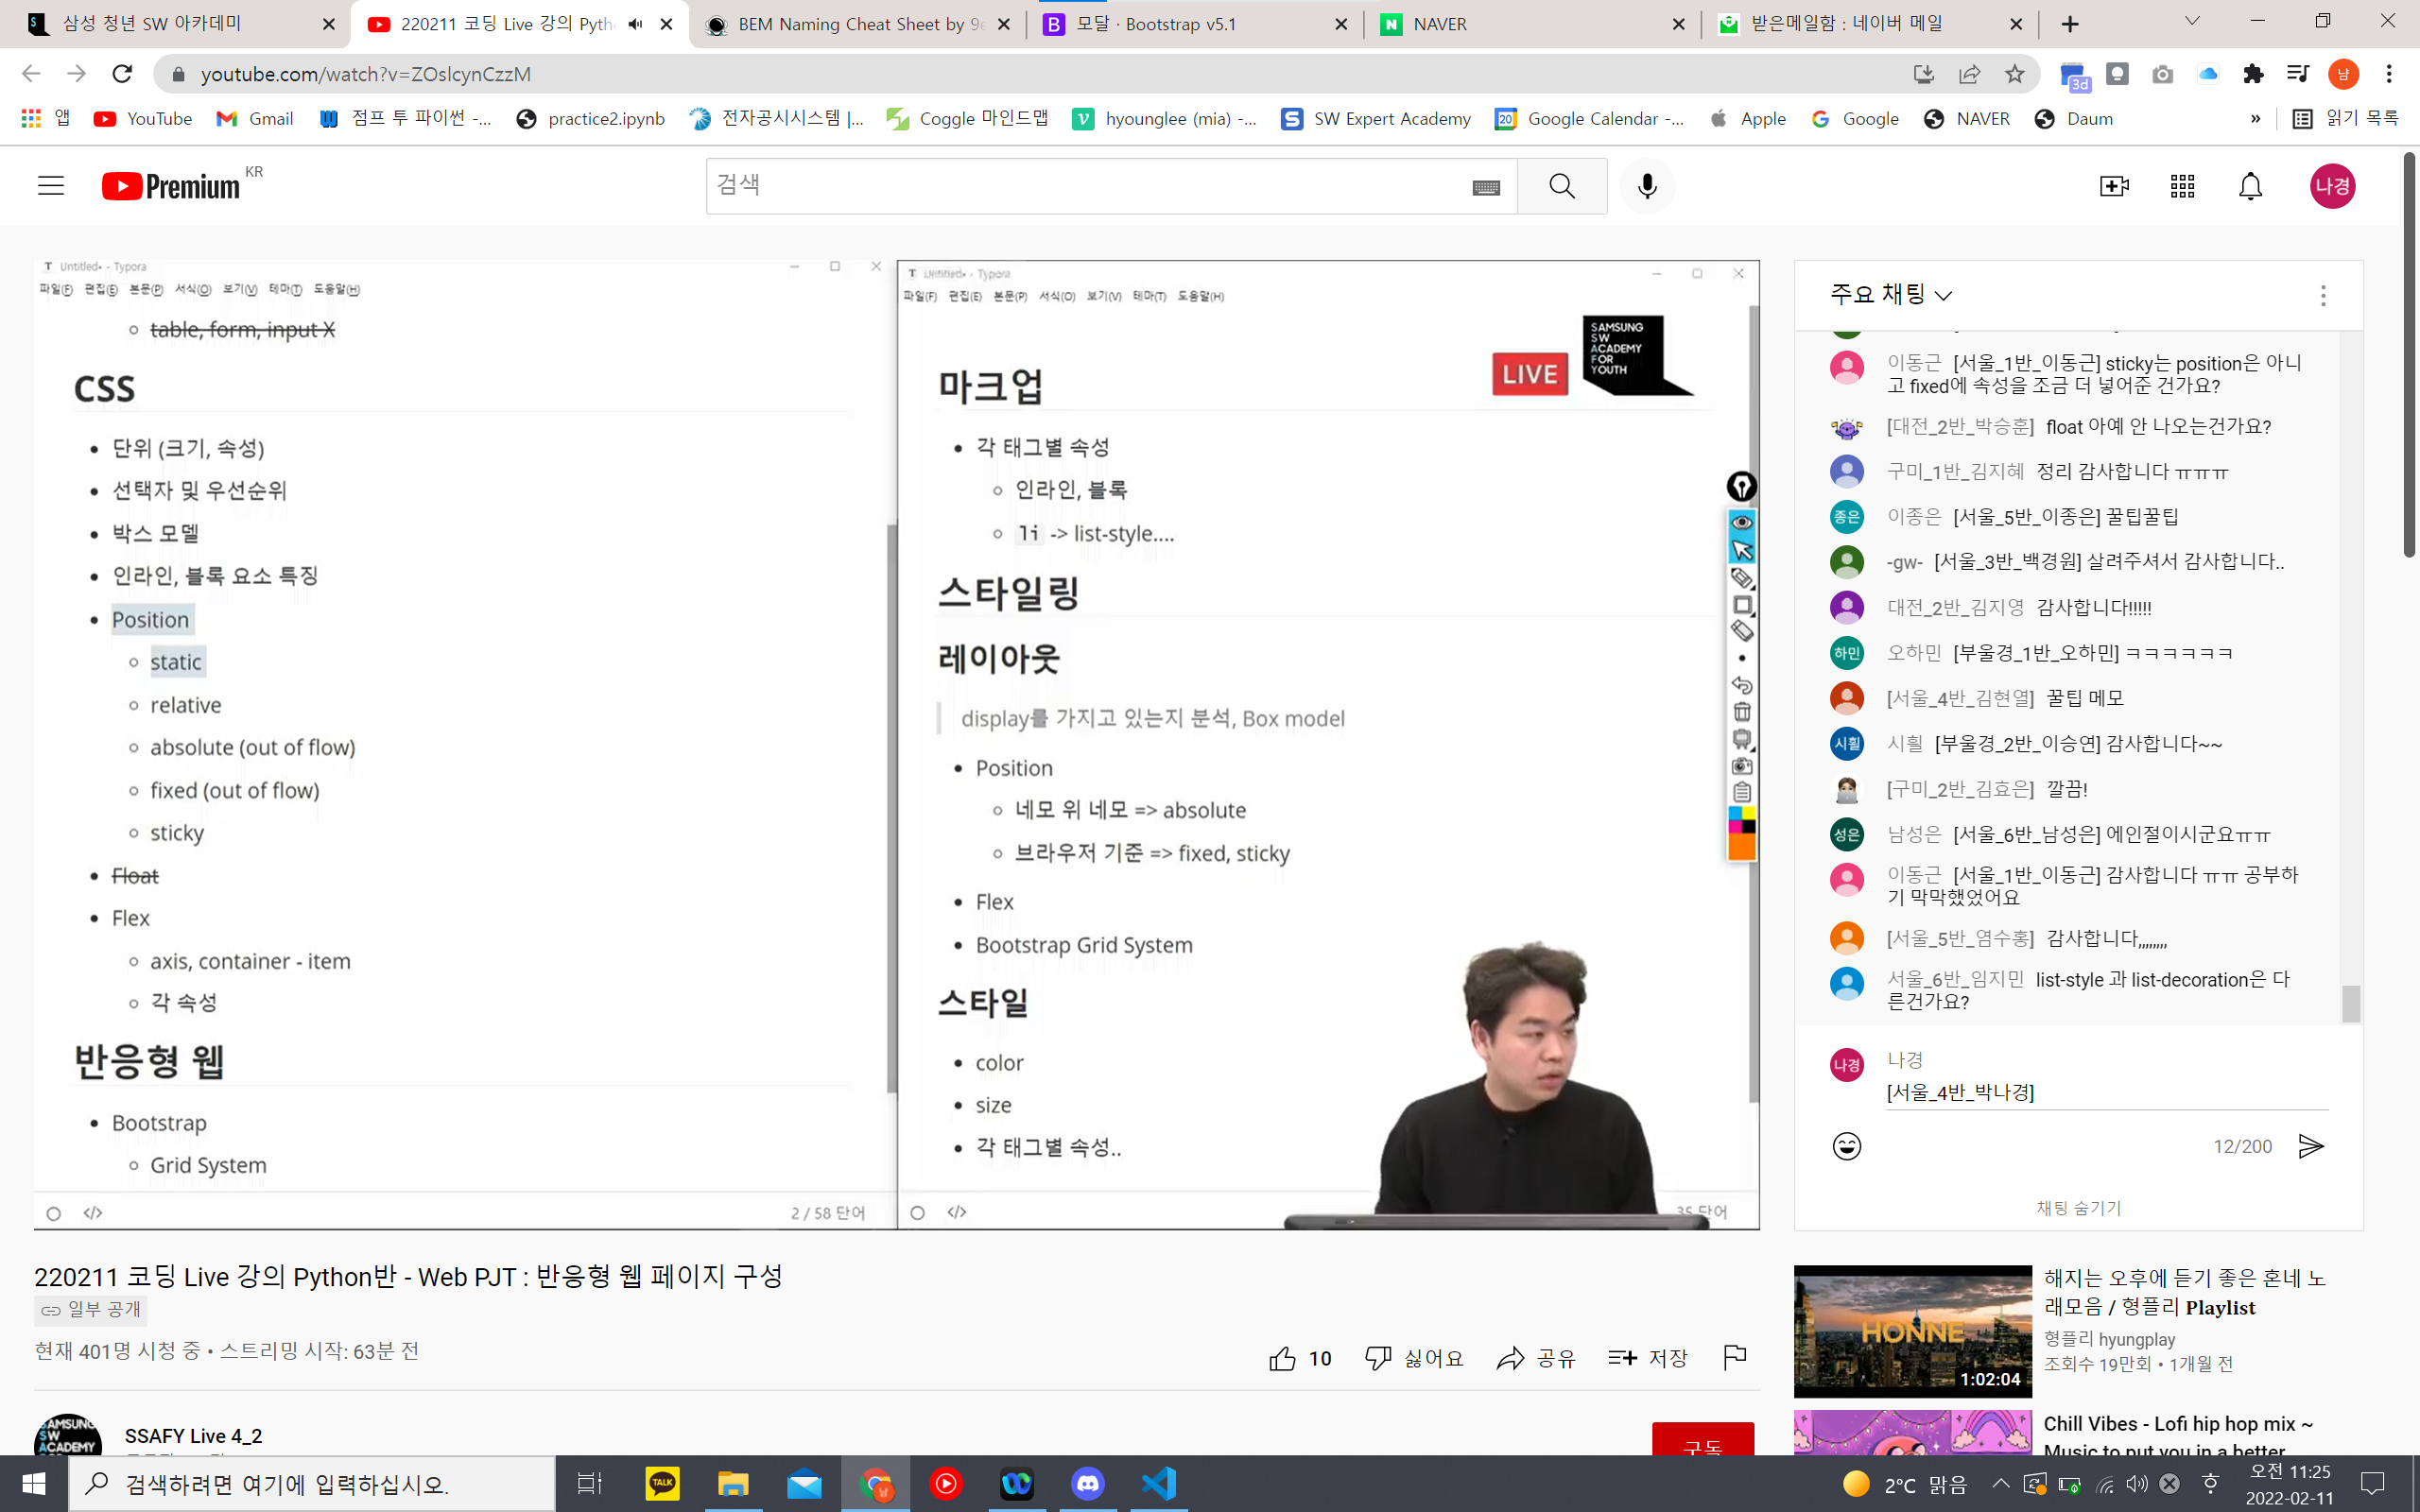 삼성 청년 SW 아카데미
220211 코딩 Live 강의 Pyth
BEM Naming Cheat Sheet by 9e
모달 · Bootstrap v5.1
NAVER
받은메일함 : 네이버 메일
youtube.com/watch?v=ZOslcynCzzM
3d
앱
YouTube
Gmail
점프 투 파이썬 -...
practice2.ipynb
전자공시시스템 |...
Coggle 마인드맵
hyounglee (mia) -...
SW Expert Academy
Google Calendar -...
Apple
Google
NAVER
Daum
»
읽기 목록
Premium KR
검색
나경
Untitled• - Typora
파일(F) 편집(E) 본문(P) 서식(O) 보기(V) 테마(T) 도움말(H)
table, form, input X
CSS
단위 (크기, 속성)
선택자 및 우선순위
박스 모델
인라인, 블록 요소 특징
Position
static
relative
absolute (out of flow)
fixed (out of flow)
sticky
Float
Flex
axis, container - item
각 속성
반응형 웹
Bootstrap
Grid System
2 / 58 단어
Untitled• - Typora
파일(F) 편집(E) 본문(P) 서식(O) 보기(V) 테마(T) 도움말(H)
LIVE
SAMSUNG
SW
ACADEMY
FOR
YOUTH
마크업
각 태그별 속성
인라인, 블록
li -> list-style....
스타일링
레이아웃
display를 가지고 있는지 분석, Box model
Position
네모 위 네모 => absolute
브라우저 기준 => fixed, sticky
Flex
Bootstrap Grid System
스타일
color
size
각 태그별 속성..
35 단어
주요 채팅
이동근 [서울_1반_이동근] sticky는 position은 아니
고 fixed에 속성을 조금 더 넣어준 건가요?
[대전_2반_박승훈] float 아예 안 나오는건가요?
구미_1반_김지혜 정리 감사합니다 ㅠㅠㅠ
종은 이종은 [서울_5반_이종은] 꿀팁꿀팁
-gw- [서울_3반_백경원] 살려주셔서 감사합니다..
대전_2반_김지영 감사합니다!!!!!
하민 오하민 [부울경_1반_오하민] ㅋㅋㅋㅋㅋㅋ
[서울_4반_김현열] 꿀팁 메모
시휠 시휠 [부울경_2반_이승연] 감사합니다~~
[구미_2반_김효은] 깔끔!
성은 남성은 [서울_6반_남성은] 에인절이시군요ㅠㅠ
이동근 [서울_1반_이동근] 감사합니다 ㅠㅠ 공부하
기 막막했었어요
[서울_5반_염수홍] 감사합니다,,,,,,,,
서울_6반_임지민 list-style 과 list-decoration은 다
른건가요?
나경 나경
[서울_4반_박나경]
12/200
채팅 숨기기
220211 코딩 Live 강의 Python반 - Web PJT : 반응형 웹 페이지 구성
일부 공개
현재 401명 시청 중 • 스트리밍 시작: 63분 전
10
싫어요
공유
저장
SAMSUNG
SW
ACADEMY
SSAFY Live 4_2
구독
HONNE
1:02:04
해지는 오후에 듣기 좋은 혼네 노
래모음 / 형플리 Playlist
형플리 hyungplay
조회수 19만회 • 1개월 전
Chill Vibes - Lofi hip hop mix ~
Music to put you in a better
검색하려면 여기에 입력하십시오.
TALK
2°C 맑음
오전 11:25
2022-02-11